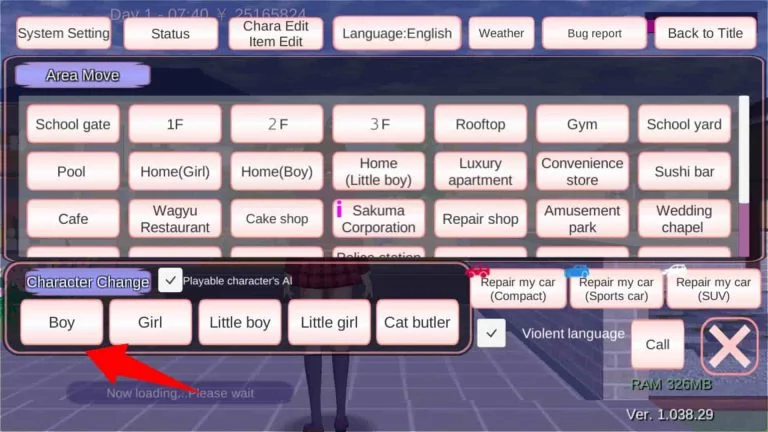 Day 1 - 07:40 ¥ 25165824
System Setting
Status
Chara Edit
Item Edit
Language:English
Weather
Bug report
Back to Title
Area Move
School gate
1F
2F
3F
Rooftop
Gym
School yard
Pool
Home(Girl)
Home(Boy)
Home
(Little boy)
Luxury
apartment
Convenience
store
Sushi bar
Cafe
Wagyu
Restaurant
Cake shop
Sakuma
Corporation
Repair shop
Amusement
park
Wedding
chapel
Police station
Character Change
Playable character's AI
Repair my car
(Compact)
Repair my car
(Sports car)
Repair my car
(SUV)
Boy
Girl
Little boy
Little girl
Cat butler
Violent language
Call
RAM 326MB
Now loading...Please wait
Ver. 1.038.29